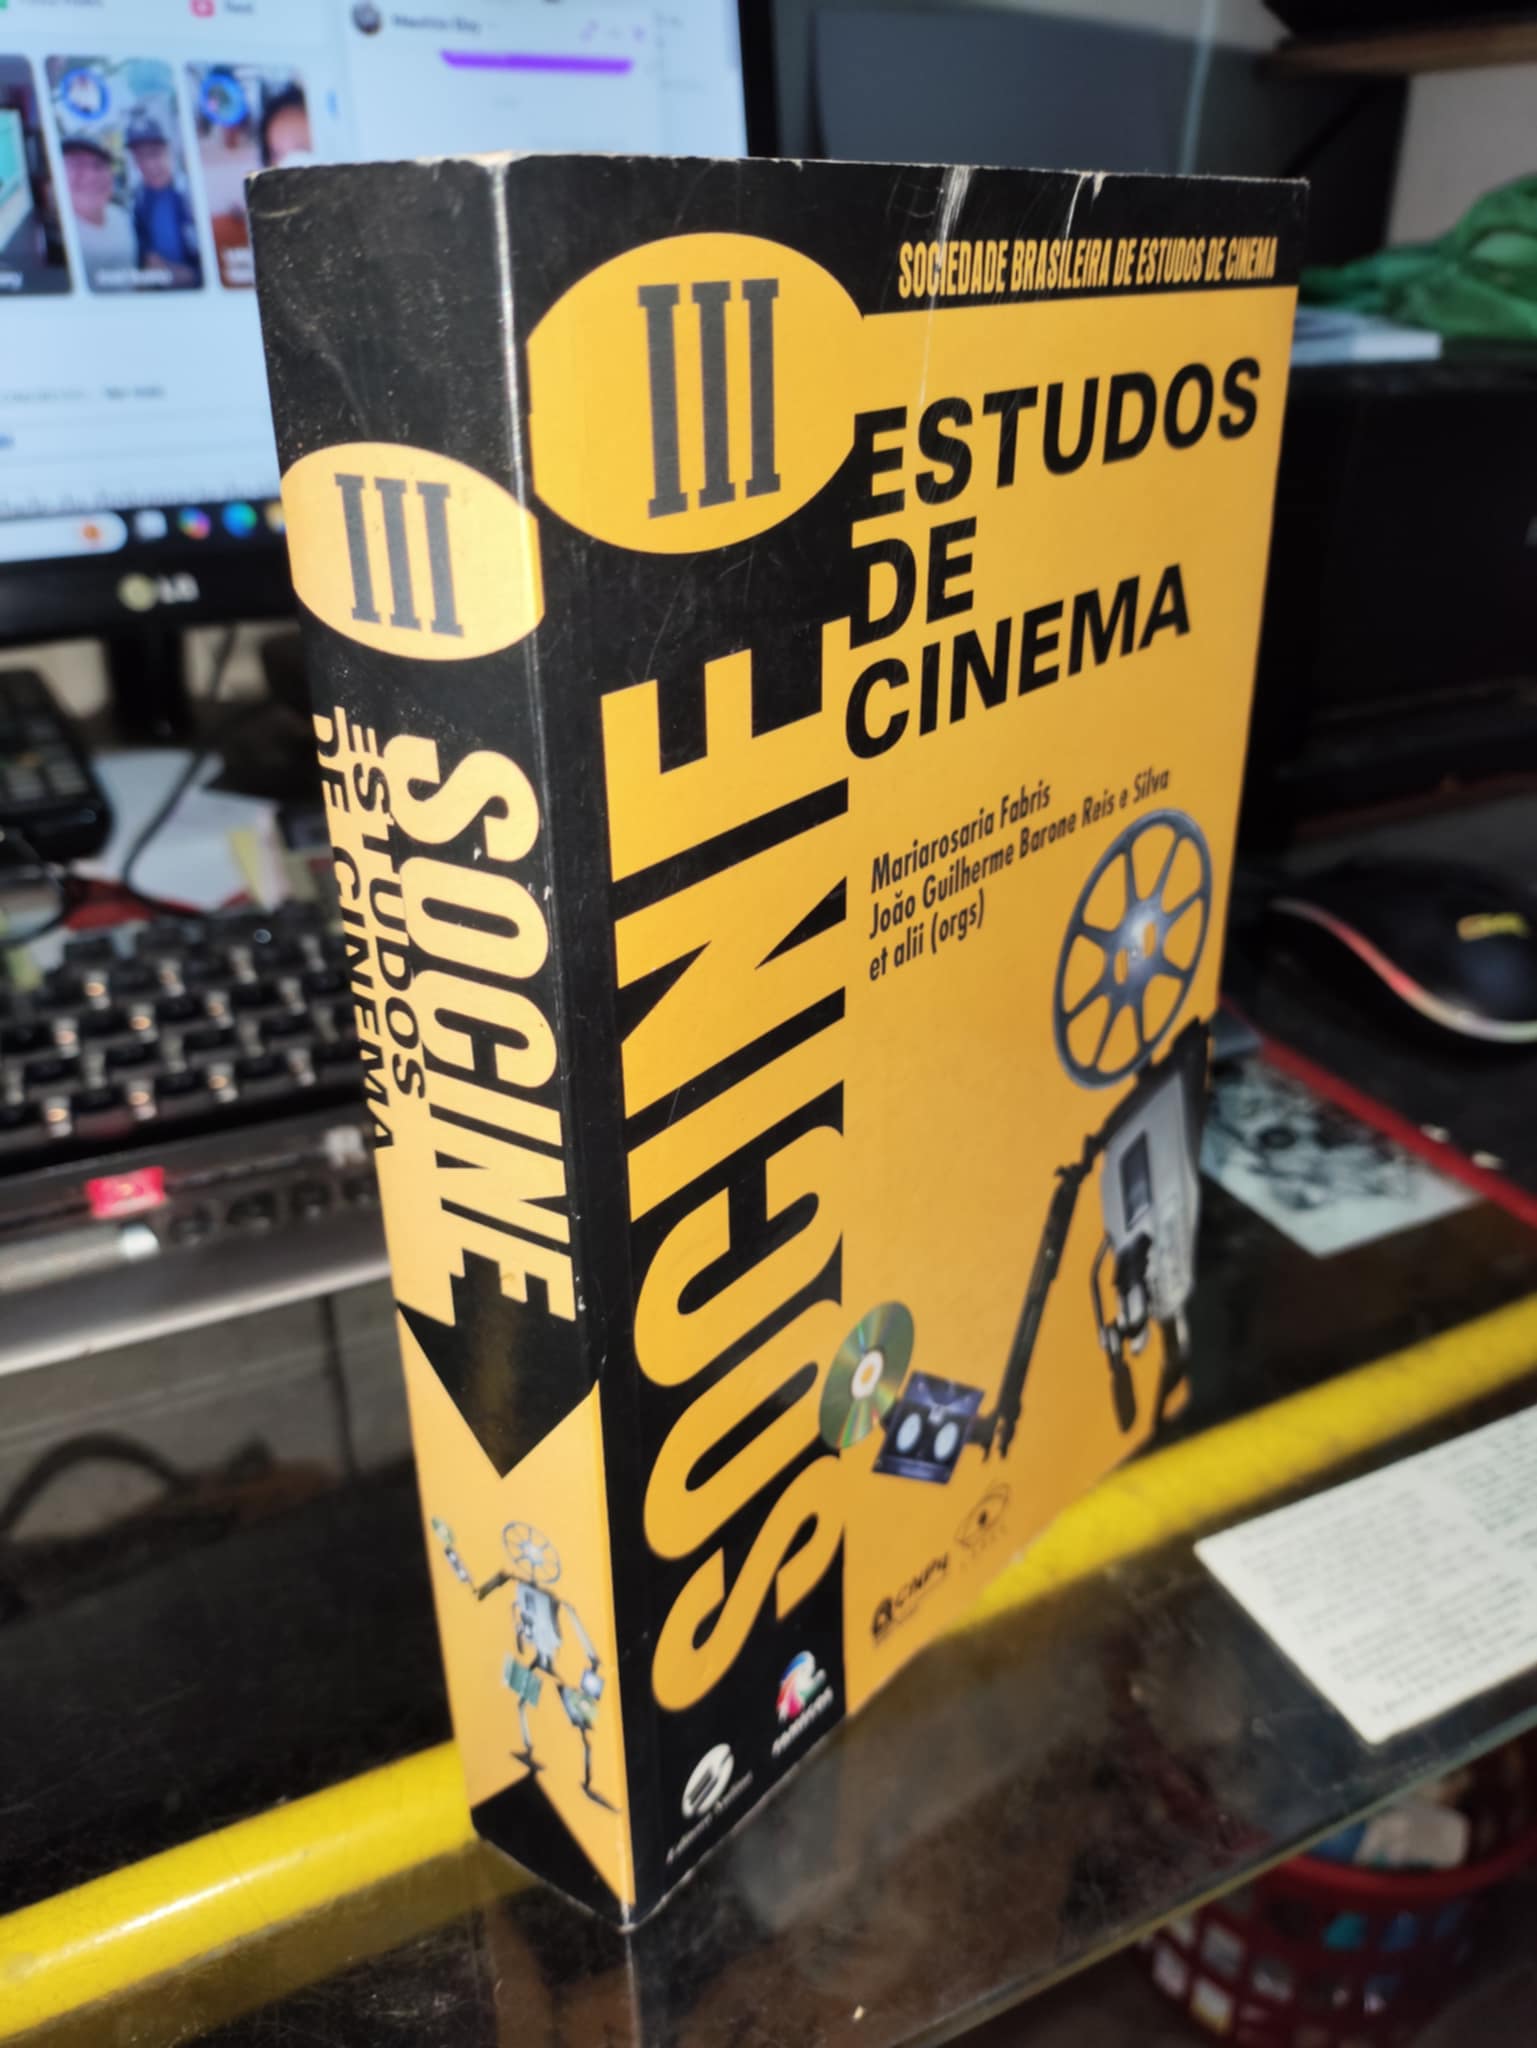 SOCIEDADE BRASILEIRA DE ESTUDOS DE CINEMA
III
ESTUDOS
DE
CINEMA
SOCINE
Mariarosaria Fabris
João Guilherme Barone Reis e Silva
et alii (orgs)
CNPq
III
SOCINE
ESTUDOS
DE CINEMA
LG